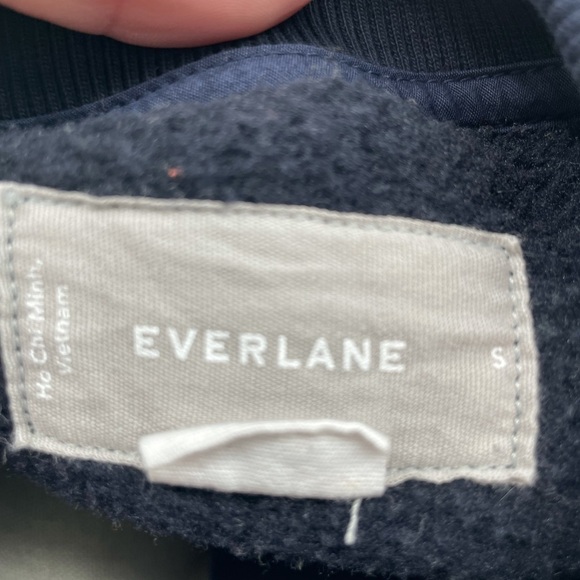 Ho Chi Minh,
Vietnam
EVERLANE
S